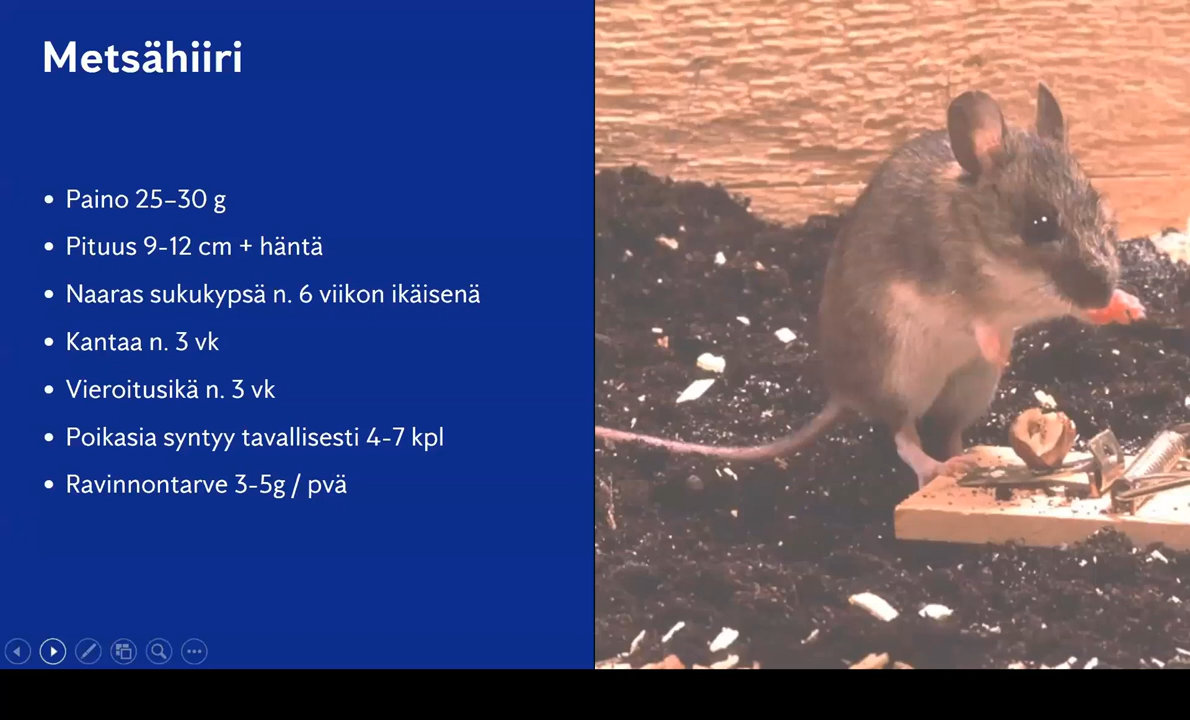 Metsähiiri
• Paino 25–30 g
• Pituus 9-12 cm + häntä
• Naaras sukukypsä n. 6 viikon ikäisenä
• Kantaa n. 3 vk
• Vieroitusikä n. 3 vk
• Poikasia syntyy tavallisesti 4-7 kpl
• Ravinnontarve 3-5g / pvä